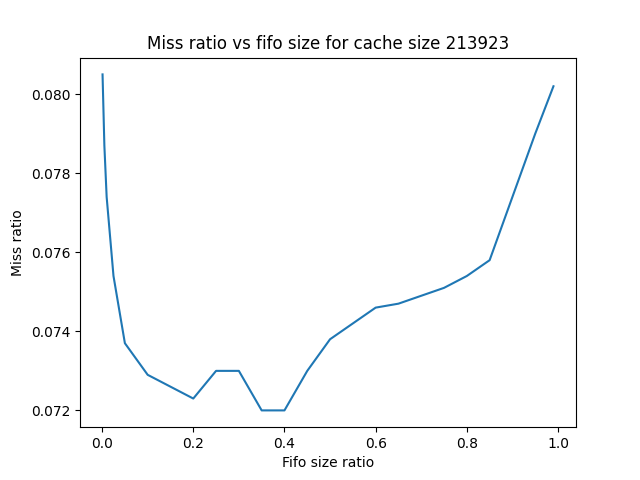 Miss ratio vs fifo size for cache size 213923
0.080
0.078
0.076
0.074
0.072
Miss ratio
0.0 0.2 0.4 0.6 0.8 1.0
Fifo size ratio